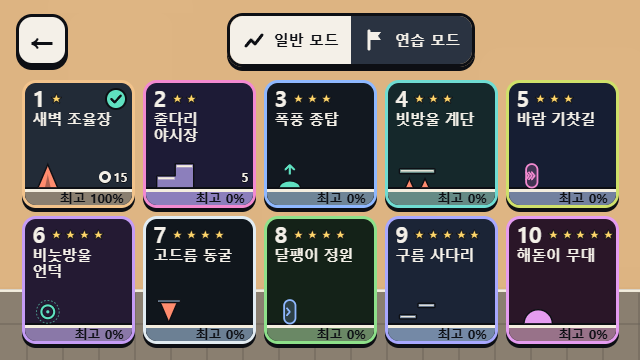 ←
일반 모드
연습 모드
1
새벽 조율장
15
최고 100%
2
줄다리
야시장
5
최고 0%
3
폭풍 종탑
최고 0%
4
빗방울 계단
최고 0%
5
바람 기찻길
최고 0%
6
비눗방울
언덕
최고 0%
7
고드름 동굴
최고 0%
8
달팽이 정원
최고 0%
9
구름 사다리
최고 0%
10
해돋이 무대
최고 0%